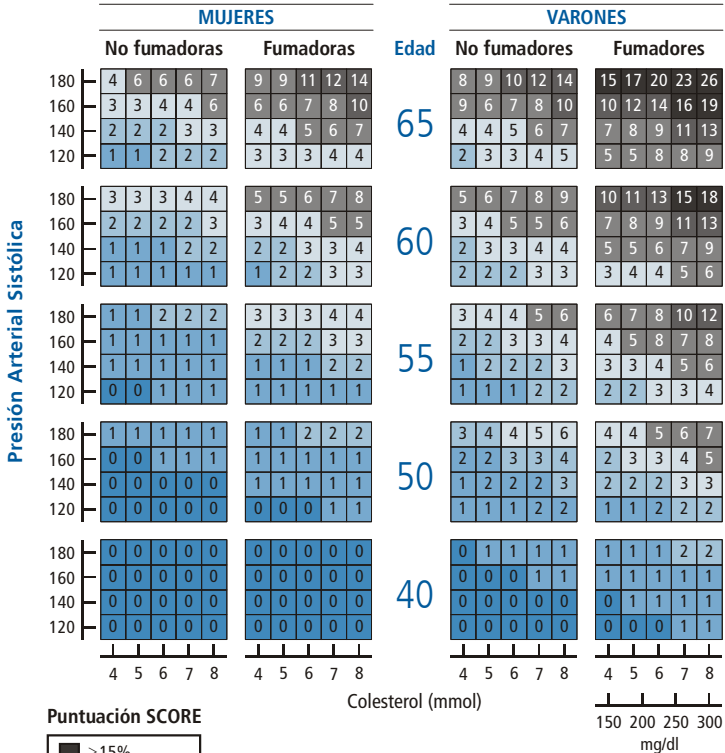 MUJERES VARONES
No fumadoras Fumadoras Edad No fumadores Fumadores
Presión Arterial Sistólica
180 4 6 6 6 7 9 9 11 12 14 8 9 10 12 14 15 17 20 23 26
160 3 3 4 4 6 6 6 7 8 10 9 6 7 8 10 10 12 14 16 19
65
140 2 2 2 3 3 4 4 5 6 7 4 4 5 6 7 7 8 9 11 13
120 1 1 2 2 2 3 3 3 4 4 2 3 3 4 5 5 5 8 8 9
180 3 3 3 4 4 5 5 6 7 8 5 6 7 8 9 10 11 13 15 18
160 2 2 2 2 3 3 4 4 5 5 3 4 5 5 6 7 8 9 11 13
60
140 1 1 1 2 2 2 2 3 3 4 2 3 3 4 4 5 5 6 7 9
120 1 1 1 1 1 1 2 2 3 3 2 2 2 3 3 3 4 4 5 6
180 1 1 2 2 2 3 3 3 4 4 3 4 4 5 6 6 7 8 10 12
160 1 1 1 1 1 2 2 2 3 3 2 2 3 3 4 4 5 8 7 8
55
140 1 1 1 1 1 1 1 1 2 2 1 2 2 2 3 3 3 4 5 6
120 0 0 1 1 1 1 1 1 1 1 1 1 1 2 2 2 2 3 3 4
180 1 1 1 1 1 1 1 2 2 2 3 4 4 5 6 4 4 5 6 7
160 0 0 1 1 1 1 1 1 1 1 2 2 3 3 4 2 3 3 4 5
50
140 0 0 0 0 0 1 1 1 1 1 1 2 2 2 3 2 2 2 3 3
120 0 0 0 0 0 0 0 0 1 1 1 1 1 2 2 1 1 2 2 2
180 0 0 0 0 0 0 0 0 0 0 0 1 1 1 1 1 1 1 2 2
160 0 0 0 0 0 0 0 0 0 0 0 0 0 1 1 1 1 1 1 1
40
140 0 0 0 0 0 0 0 0 0 0 0 0 0 0 0 0 1 1 1 1
120 0 0 0 0 0 0 0 0 0 0 0 0 0 0 0 0 0 0 1 1
4 5 6 7 8 4 5 6 7 8 4 5 6 7 8 4 5 6 7 8
Colesterol (mmol)
150 200 250 300
mg/dl
Puntuación SCORE